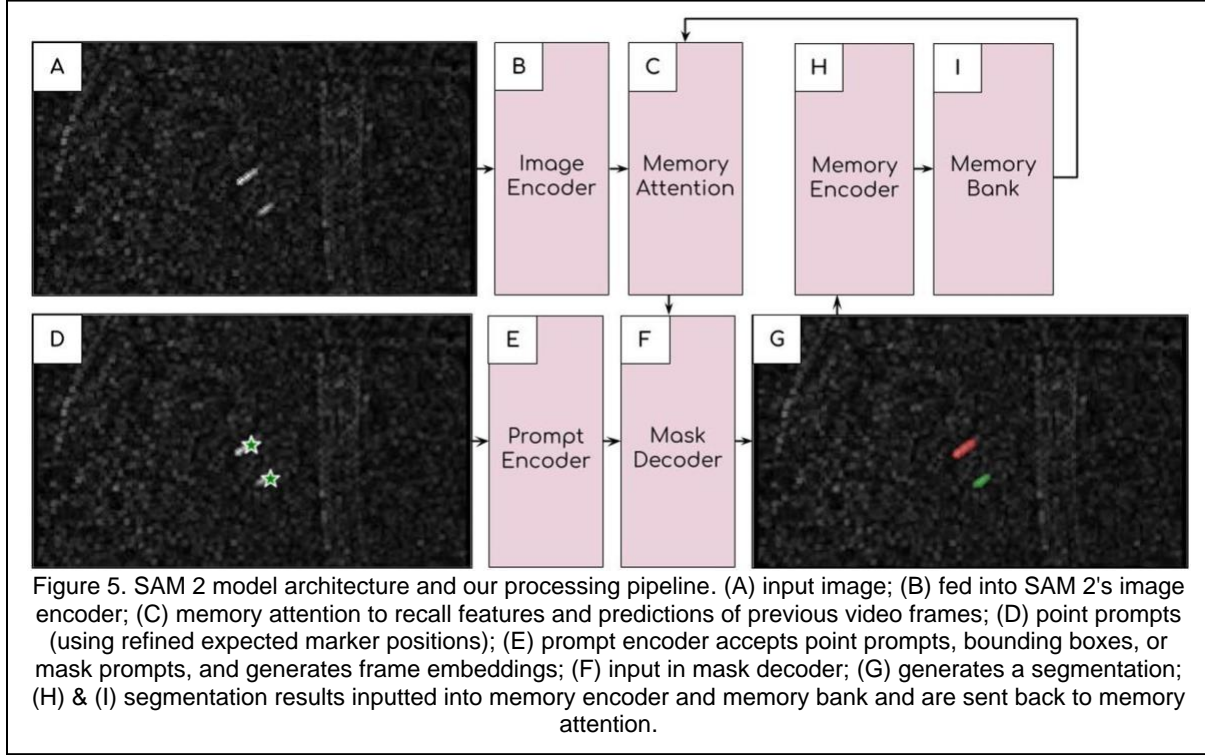 A
B
C
H
I
Image
Encoder
Memory
Attention
Memory
Encoder
Memory
Bank
D
E
F
G
Prompt
Encoder
Mask
Decoder
Figure 5. SAM 2 model architecture and our processing pipeline. (A) input image; (B) fed into SAM 2's image
encoder; (C) memory attention to recall features and predictions of previous video frames; (D) point prompts
(using refined expected marker positions); (E) prompt encoder accepts point prompts, bounding boxes, or
mask prompts, and generates frame embeddings; (F) input in mask decoder; (G) generates a segmentation;
(H) & (I) segmentation results inputted into memory encoder and memory bank and are sent back to memory
attention.